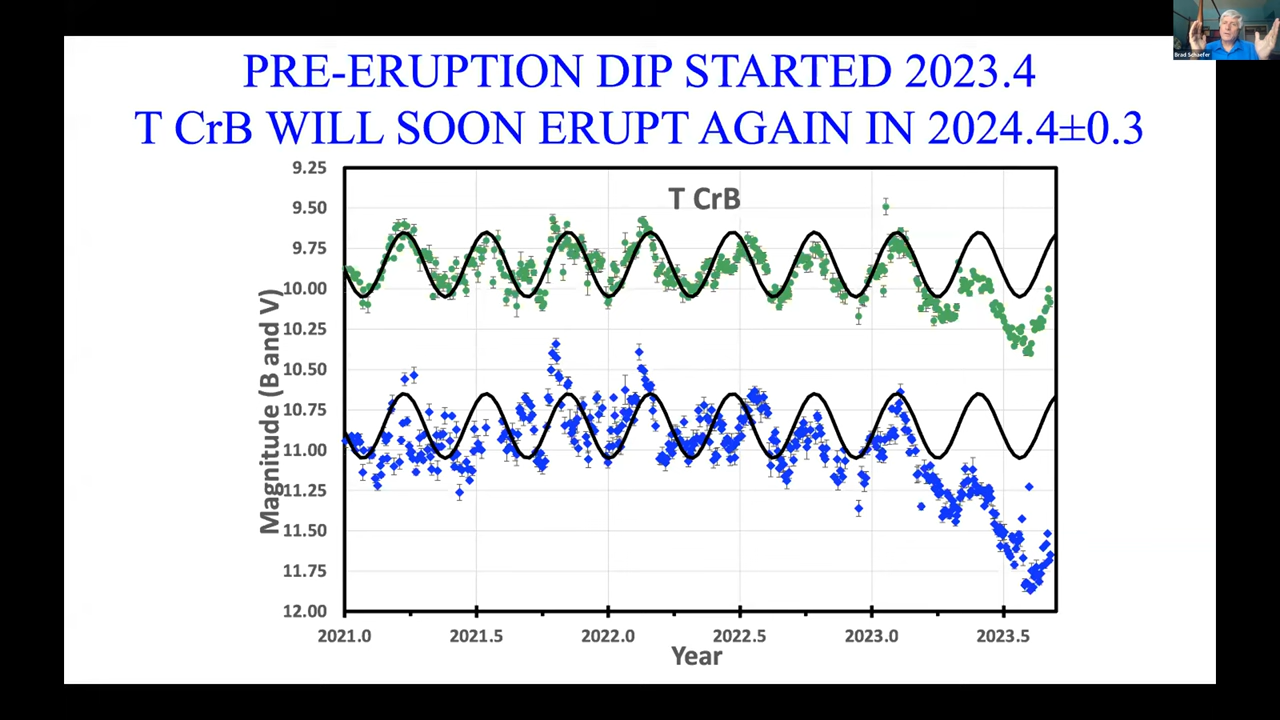 Brad Schaefer
PRE-ERUPTION DIP STARTED 2023.4
T CrB WILL SOON ERUPT AGAIN IN 2024.4±0.3
T CrB
Magnitude (B and V)
9.25
9.50
9.75
10.00
10.25
10.50
10.75
11.00
11.25
11.50
11.75
12.00
2021.0 2021.5 2022.0 2022.5 2023.0 2023.5
Year